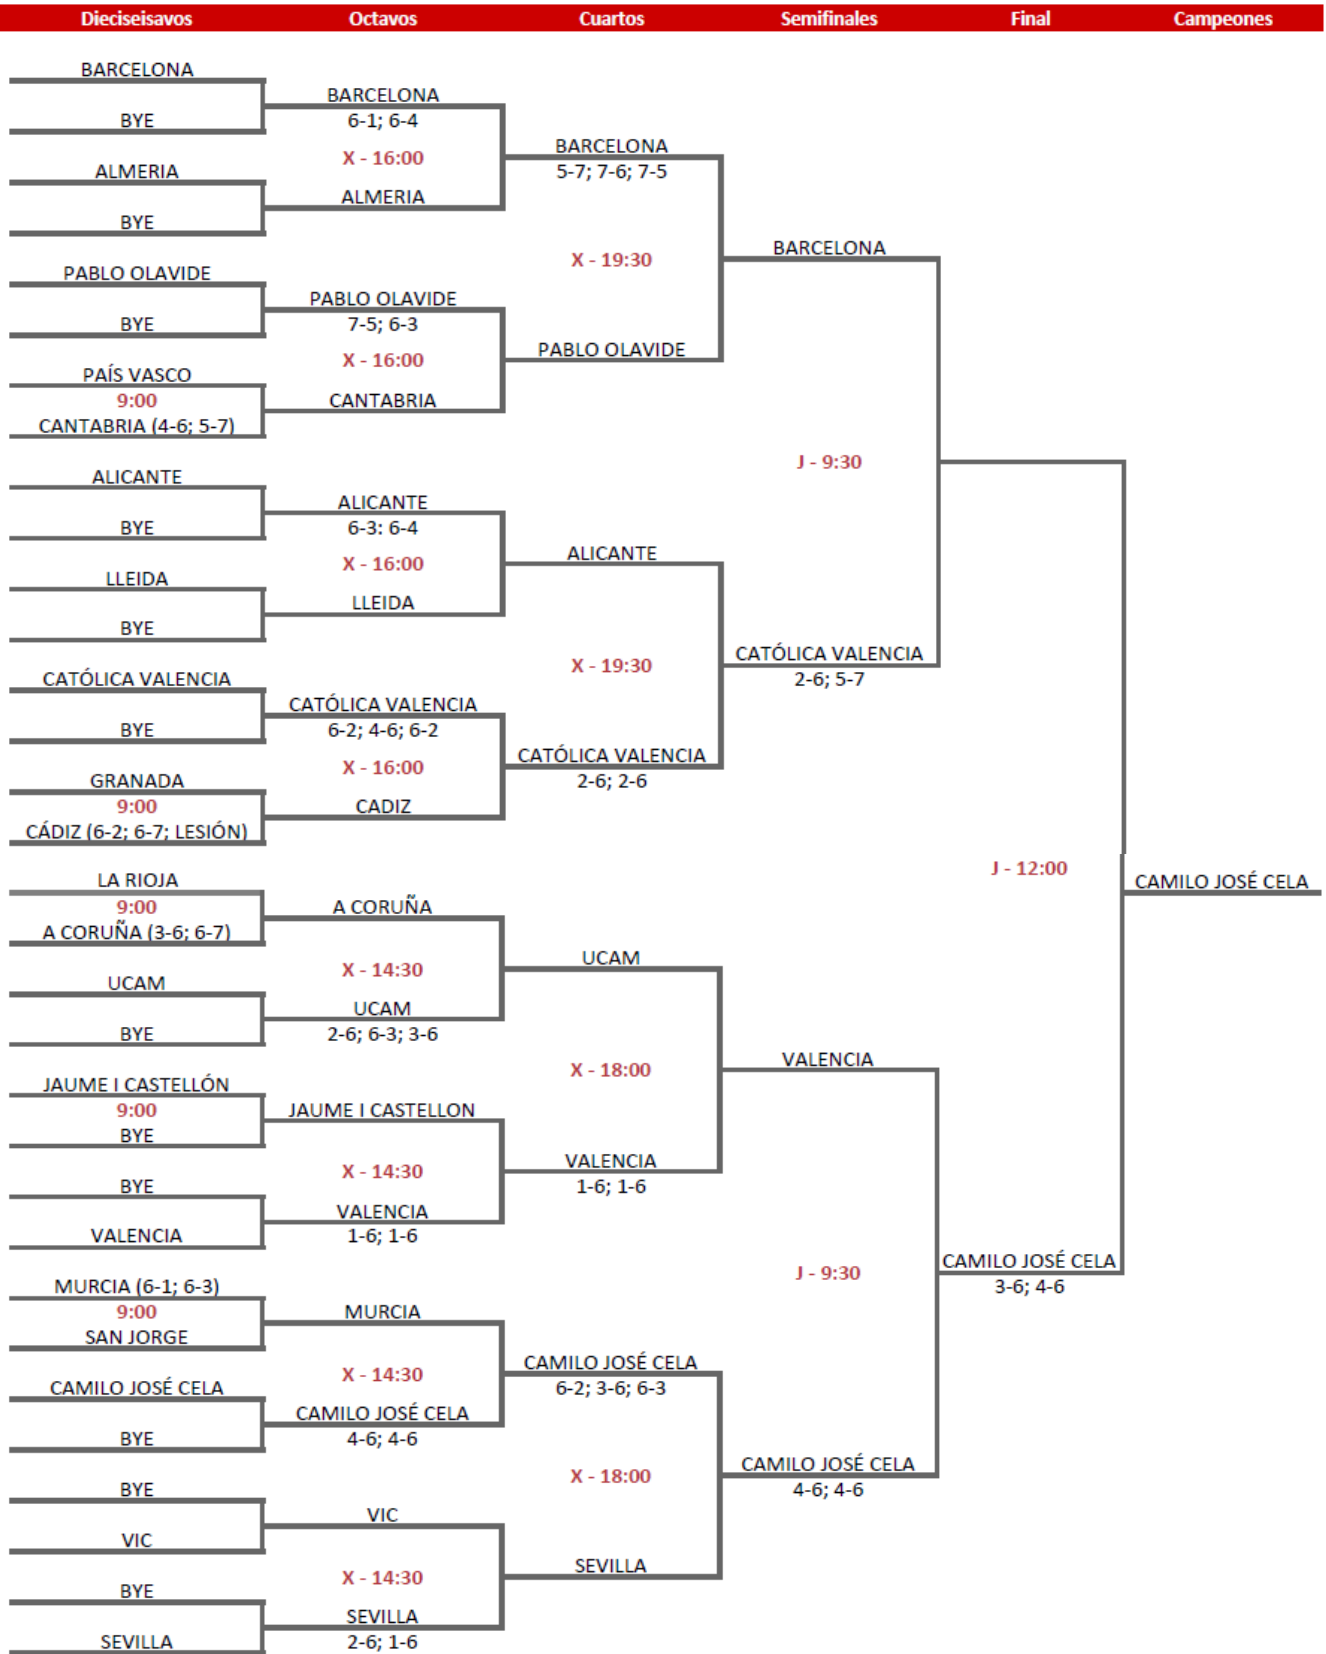 Dieciseisavos Octavos Cuartos Semifinales Final Campeones
BARCELONA
BARCELONA
BYE
6-1; 6-4
BARCELONA
X - 16:00
5-7; 7-6; 7-5
ALMERIA
ALMERIA
BYE
BARCELONA
X - 19:30
PABLO OLAVIDE
PABLO OLAVIDE
BYE
7-5; 6-3
PABLO OLAVIDE
X - 16:00
PAÍS VASCO
9:00
CANTABRIA
CANTABRIA (4-6; 5-7)
J - 9:30
ALICANTE
ALICANTE
BYE
6-3: 6-4
ALICANTE
X - 16:00
LLEIDA
LLEIDA
BYE
CATÓLICA VALENCIA
X - 19:30
2-6; 5-7
CATÓLICA VALENCIA
CATÓLICA VALENCIA
BYE
6-2; 4-6; 6-2
CATÓLICA VALENCIA
X - 16:00
2-6; 2-6
GRANADA
9:00
CADIZ
CÁDIZ (6-2; 6-7; LESIÓN)
J - 12:00
CAMILO JOSÉ CELA
LA RIOJA
9:00
A CORUÑA
A CORUÑA (3-6; 6-7)
UCAM
X - 14:30
UCAM
UCAM
BYE
2-6; 6-3; 3-6
VALENCIA
X - 18:00
JAUME I CASTELLÓN
9:00
JAUME I CASTELLON
BYE
VALENCIA
X - 14:30
1-6; 1-6
BYE
VALENCIA
VALENCIA
1-6; 1-6
CAMILO JOSÉ CELA
J - 9:30
3-6; 4-6
MURCIA (6-1; 6-3)
9:00
MURCIA
SAN JORGE
CAMILO JOSÉ CELA
X - 14:30
6-2; 3-6; 6-3
CAMILO JOSÉ CELA
CAMILO JOSÉ CELA
BYE
4-6; 4-6
CAMILO JOSÉ CELA
X - 18:00
4-6; 4-6
BYE
VIC
VIC
SEVILLA
X - 14:30
BYE
SEVILLA
SEVILLA
2-6; 1-6